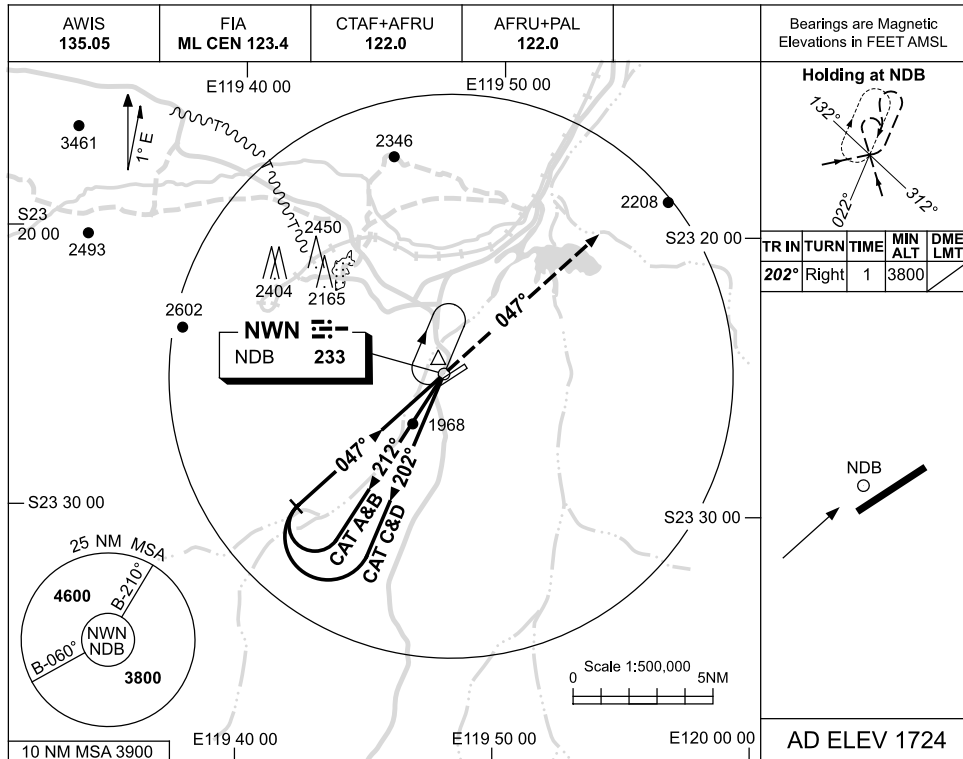 AWIS
135.05
FIA
ML CEN 123.4
CTAF+AFRU
122.0
AFRU+PAL
122.0
Bearings are Magnetic
Elevations in FEET AMSL
E119 40 00
E119 50 00
3461
1° E
2346
2208
S23
20 00
2493
S23 20 00
2450
2404
2165
2602
NWN
NDB 233
047°
1968
047°
212°
202°
CAT A&B
CAT C&D
S23 30 00
S23 30 00
25 NM MSA
4600
B-210°
NWN
NDB
B-060°
3800
Scale 1:500,000
0 5NM
10 NM MSA 3900
E119 40 00
E119 50 00
E120 00 00
Holding at NDB
132°
022°
312°
TR IN TURN TIME MIN ALT DME LMT
202° Right 1 3800
NDB
AD ELEV 1724